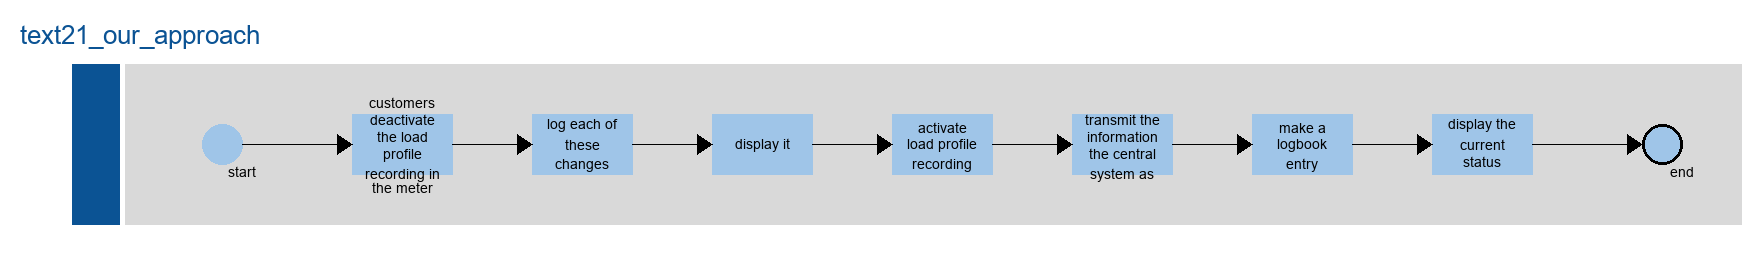 text21_our_approach
start
customers
deactivate
the load
profile
recording in
the meter
log each of
these
changes
display it
activate
load profile
recording
transmit the
information
the central
system as
make a
logbook
entry
display the
current
status
end